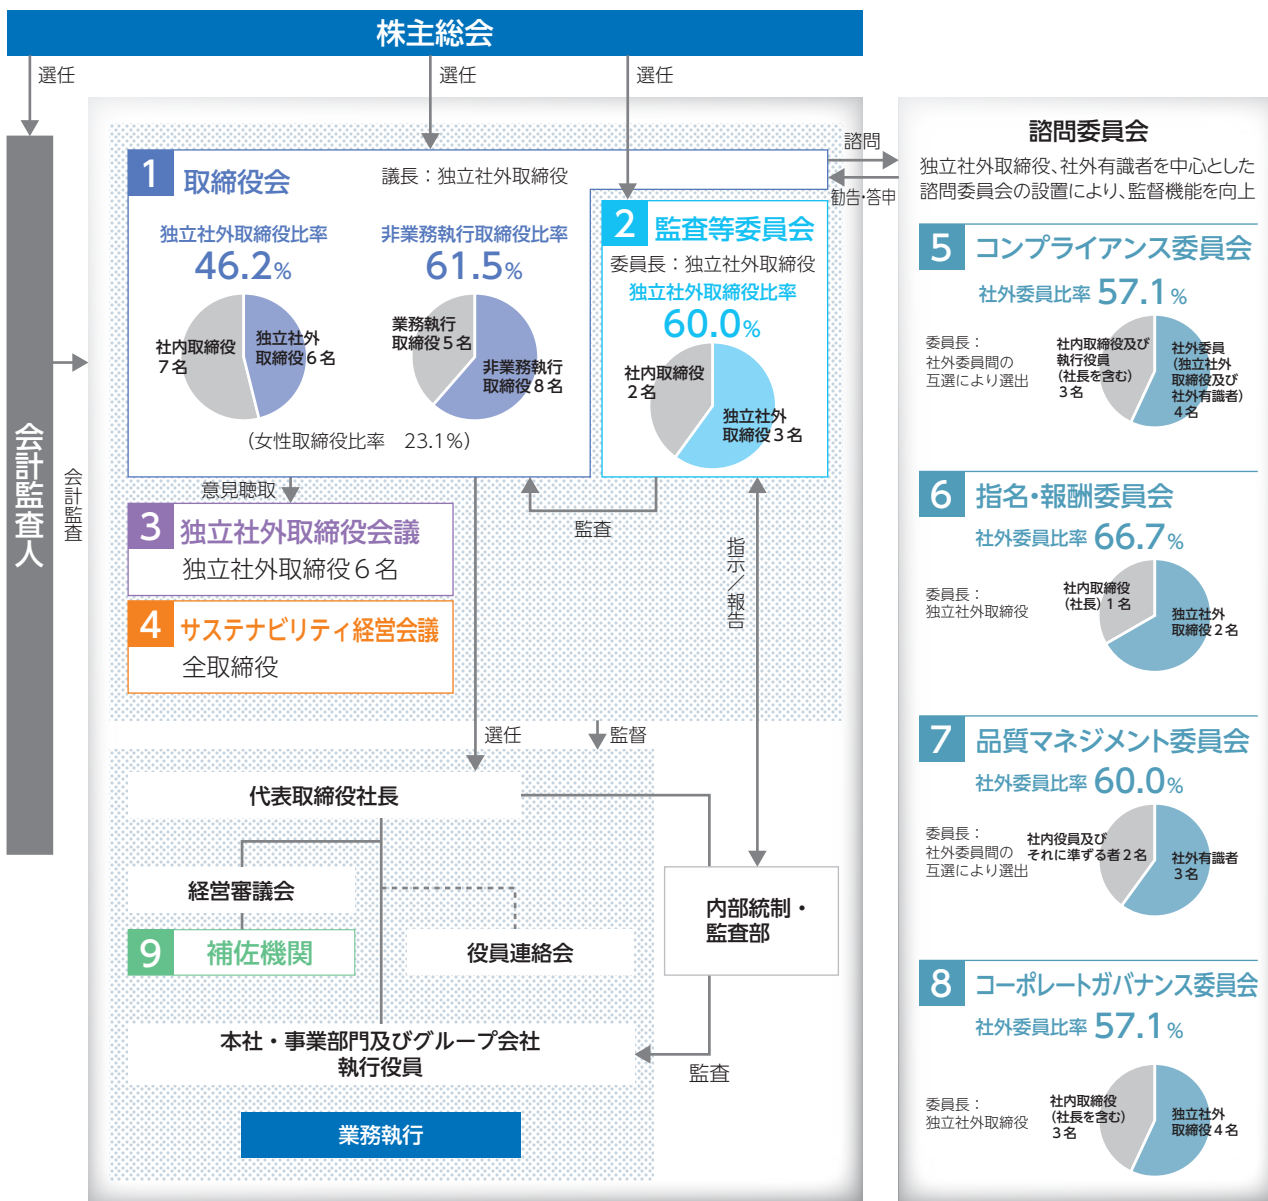 株主総会
選任
選任
選任
会計監査人
会計監査
1 取締役会
議長：独立社外取締役
独立社外取締役比率
46.2%
社内取締役
7名
独立社外
取締役6名
非業務執行取締役比率
61.5%
業務執行
取締役5名
非業務執行
取締役8名
（女性取締役比率　23.1%）
2 監査等委員会
委員長：独立社外取締役
独立社外取締役比率
60.0%
社内取締役
2名
独立社外
取締役3名
諮問
勧告・答申
意見聴取
監査
指示／報告
3 独立社外取締役会議
独立社外取締役6名
4 サステナビリティ経営会議
全取締役
選任
監督
代表取締役社長
経営審議会
9 補佐機関
役員連絡会
内部統制・
監査部
本社・事業部門及びグループ会社
執行役員
監査
業務執行
諮問委員会
独立社外取締役、社外有識者を中心とした
諮問委員会の設置により、監督機能を向上
5 コンプライアンス委員会
社外委員比率 57.1%
委員長：
社外委員間の
互選により選出
社内取締役及び
執行役員
（社長を含む）
3名
社外委員
（独立社外
取締役及び
社外有識者）
4名
6 指名・報酬委員会
社外委員比率 66.7%
委員長：
独立社外取締役
社内取締役
（社長）1名
独立社外
取締役2名
7 品質マネジメント委員会
社外委員比率 60.0%
委員長：
社外委員間の
互選により選出
社内役員及び
それに準ずる者2名
社外有識者
3名
8 コーポレートガバナンス委員会
社外委員比率 57.1%
委員長：
独立社外取締役
社内取締役
（社長を含む）
3名
独立社外
取締役4名